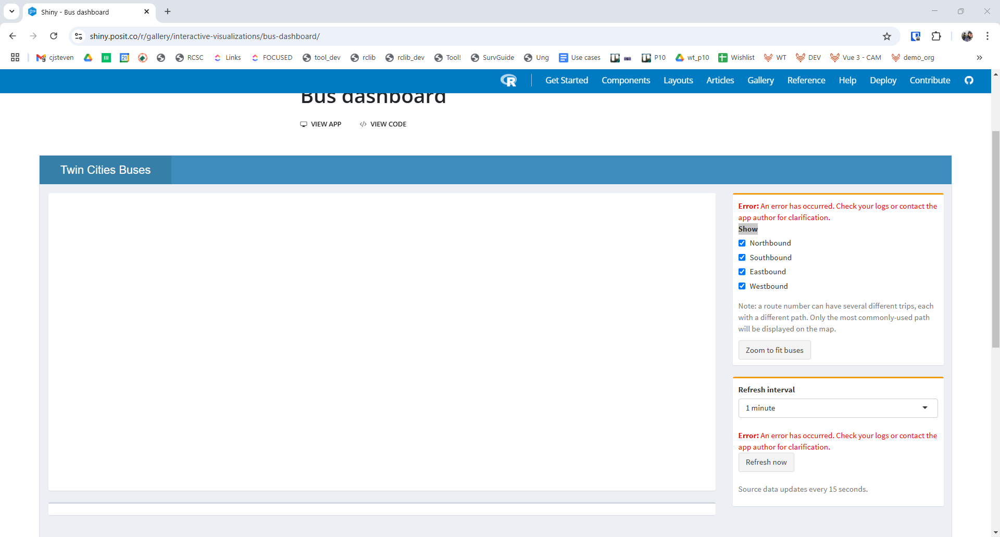 Shiny - Bus dashboard
shiny.posit.co/r/gallery/interactive-visualizations/bus-dashboard/
cjsteven
21
RCSC
Links
FOCUSED
tool_dev
rclib
rclib_dev
Tool!
SurvGuide
Ung
Use cases
P10
wt_p10
Wishlist
WT
DEV
Vue 3 - CAM
demo_org
R
Get Started
Components
Layouts
Articles
Gallery
Reference
Help
Deploy
Contribute
Bus dashboard
VIEW APP
VIEW CODE
Twin Cities Buses
Error: An error has occurred. Check your logs or contact the
app author for clarification.
Show
Northbound
Southbound
Eastbound
Westbound
Note: a route number can have several different trips, each
with a different path. Only the most commonly-used path
will be displayed on the map.
Zoom to fit buses
Refresh interval
1 minute
Error: An error has occurred. Check your logs or contact the
app author for clarification.
Refresh now
Source data updates every 15 seconds.